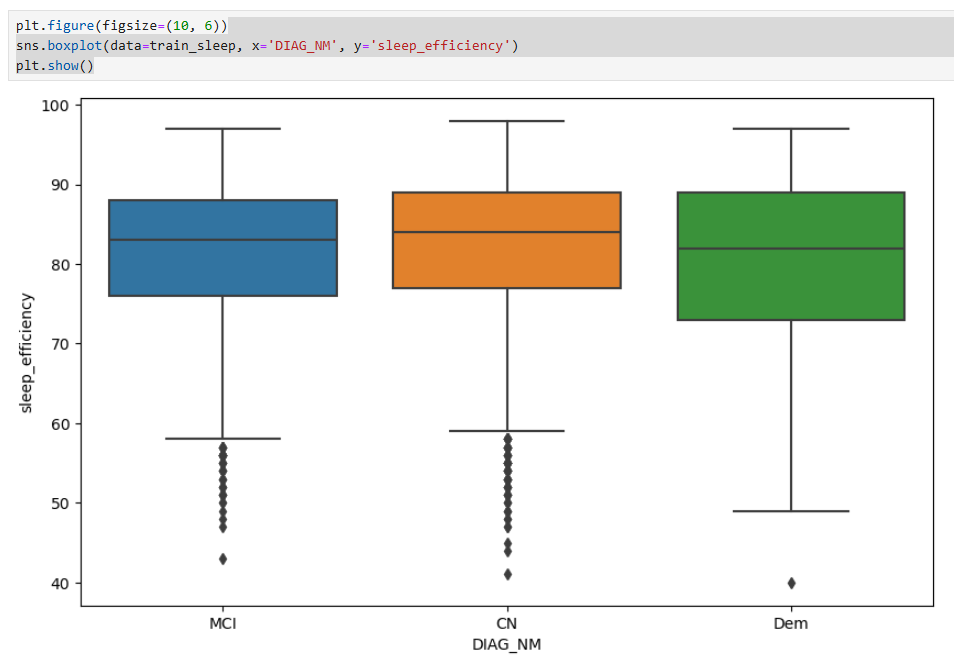 plt.figure(figsize=(10, 6))
sns.boxplot(data=train_sleep, x='DIAG_NM', y='sleep_efficiency')
plt.show()
100
90
80
70
60
50
40
sleep_efficiency
MCI CN Dem
DIAG_NM